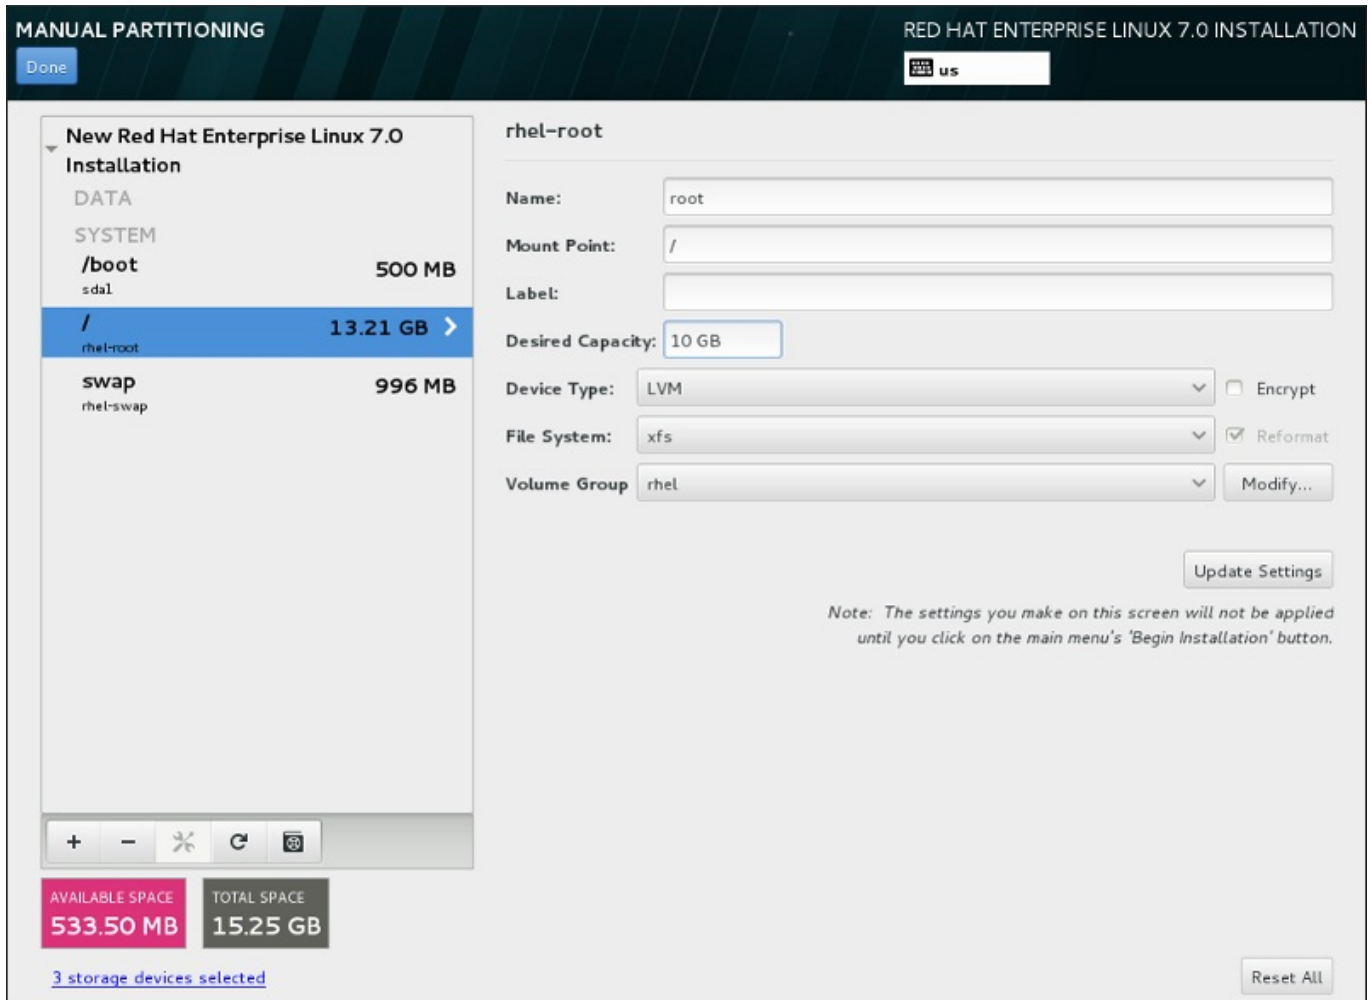 MANUAL PARTITIONING
RED HAT ENTERPRISE LINUX 7.0 INSTALLATION
Done
us
New Red Hat Enterprise Linux 7.0
Installation
DATA
SYSTEM
/boot
500 MB
sda1
/
13.21 GB
rhel-root
swap
996 MB
rhel-swap
+ −
AVAILABLE SPACE
533.50 MB
TOTAL SPACE
15.25 GB
3 storage devices selected
rhel-root
Name: root
Mount Point: /
Label:
Desired Capacity: 10 GB
Device Type: LVM Encrypt
File System: xfs Reformat
Volume Group rhel Modify...
Update Settings
Note: The settings you make on this screen will not be applied
until you click on the main menu's 'Begin Installation' button.
Reset All